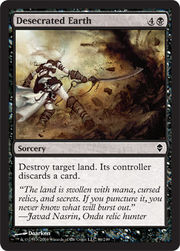 Desecrated Earth 4
Sorcery
Destroy target land. Its controller
discards a card.
"The land is swollen with mana, cursed
relics, and secrets. If you puncture it, you
never know what will burst out."
—Javad Nasrin, Ondu relic hunter